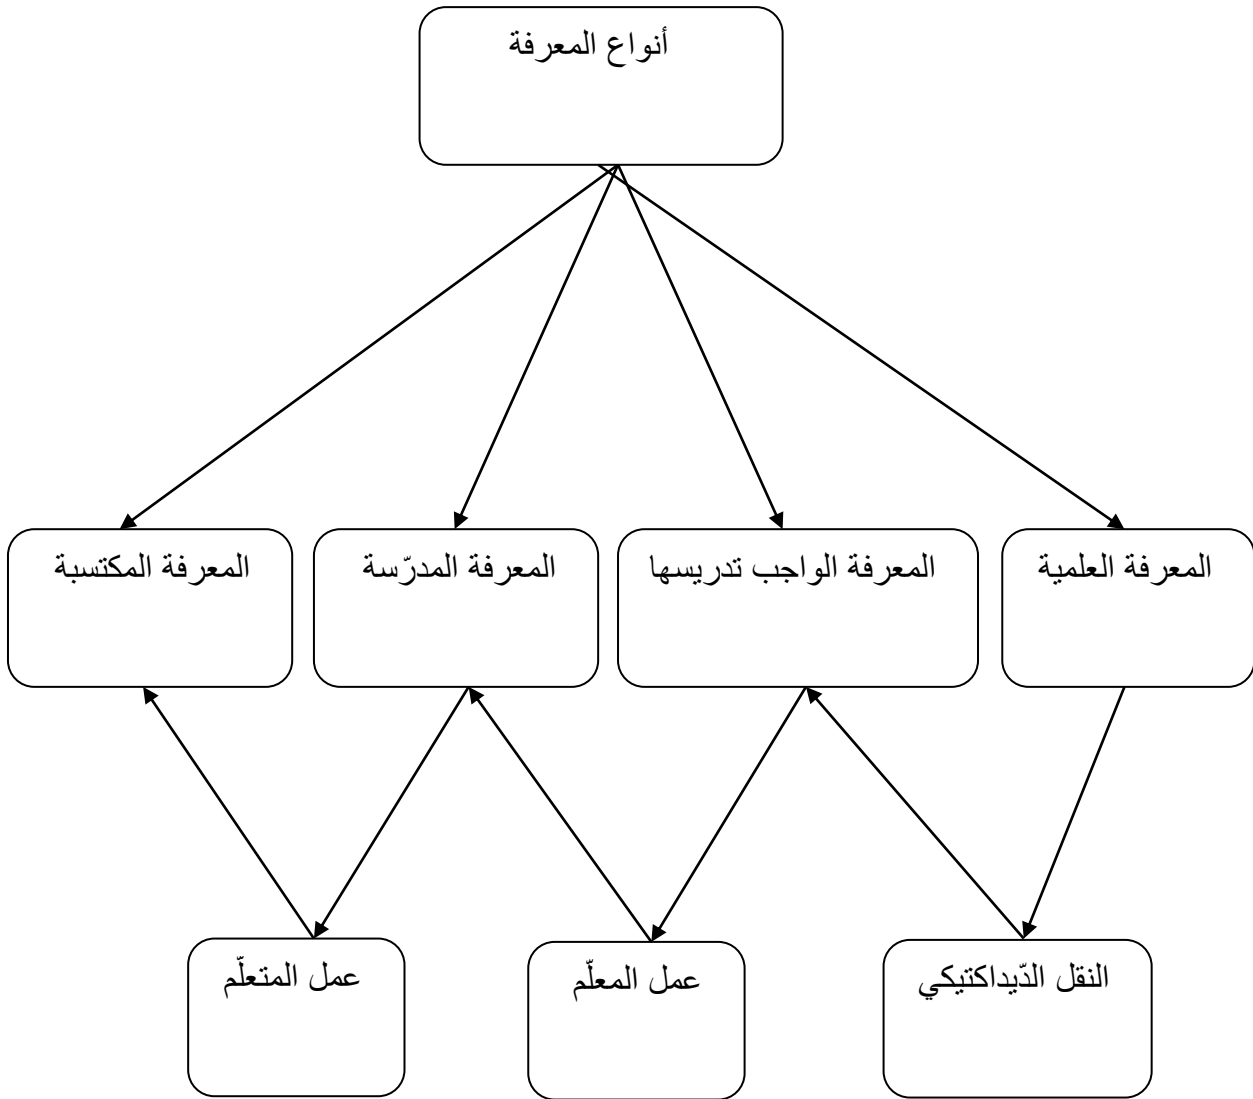 أنواع المعرفة
المعرفة العلمية
المعرفة الواجب تدريسها
المعرفة المدرّسة
المعرفة المكتسبة
النقل الدّيداكتيكي
عمل المعلّم
عمل المتعلّم